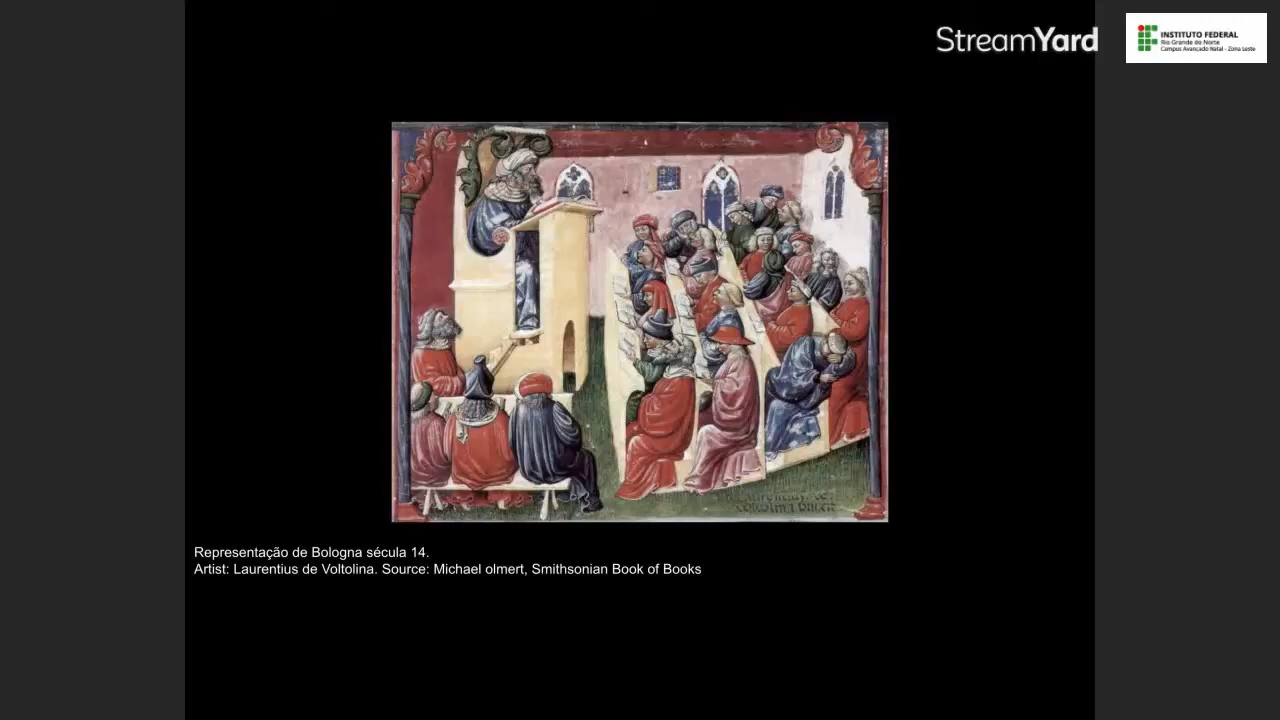 StreamYard
INSTITUTO FEDERAL
Rio Grande do Norte
Campus Avançado Natal - Zona Leste
Representação de Bologna sécula 14.
Artist: Laurentius de Voltolina. Source: Michael olmert, Smithsonian Book of Books